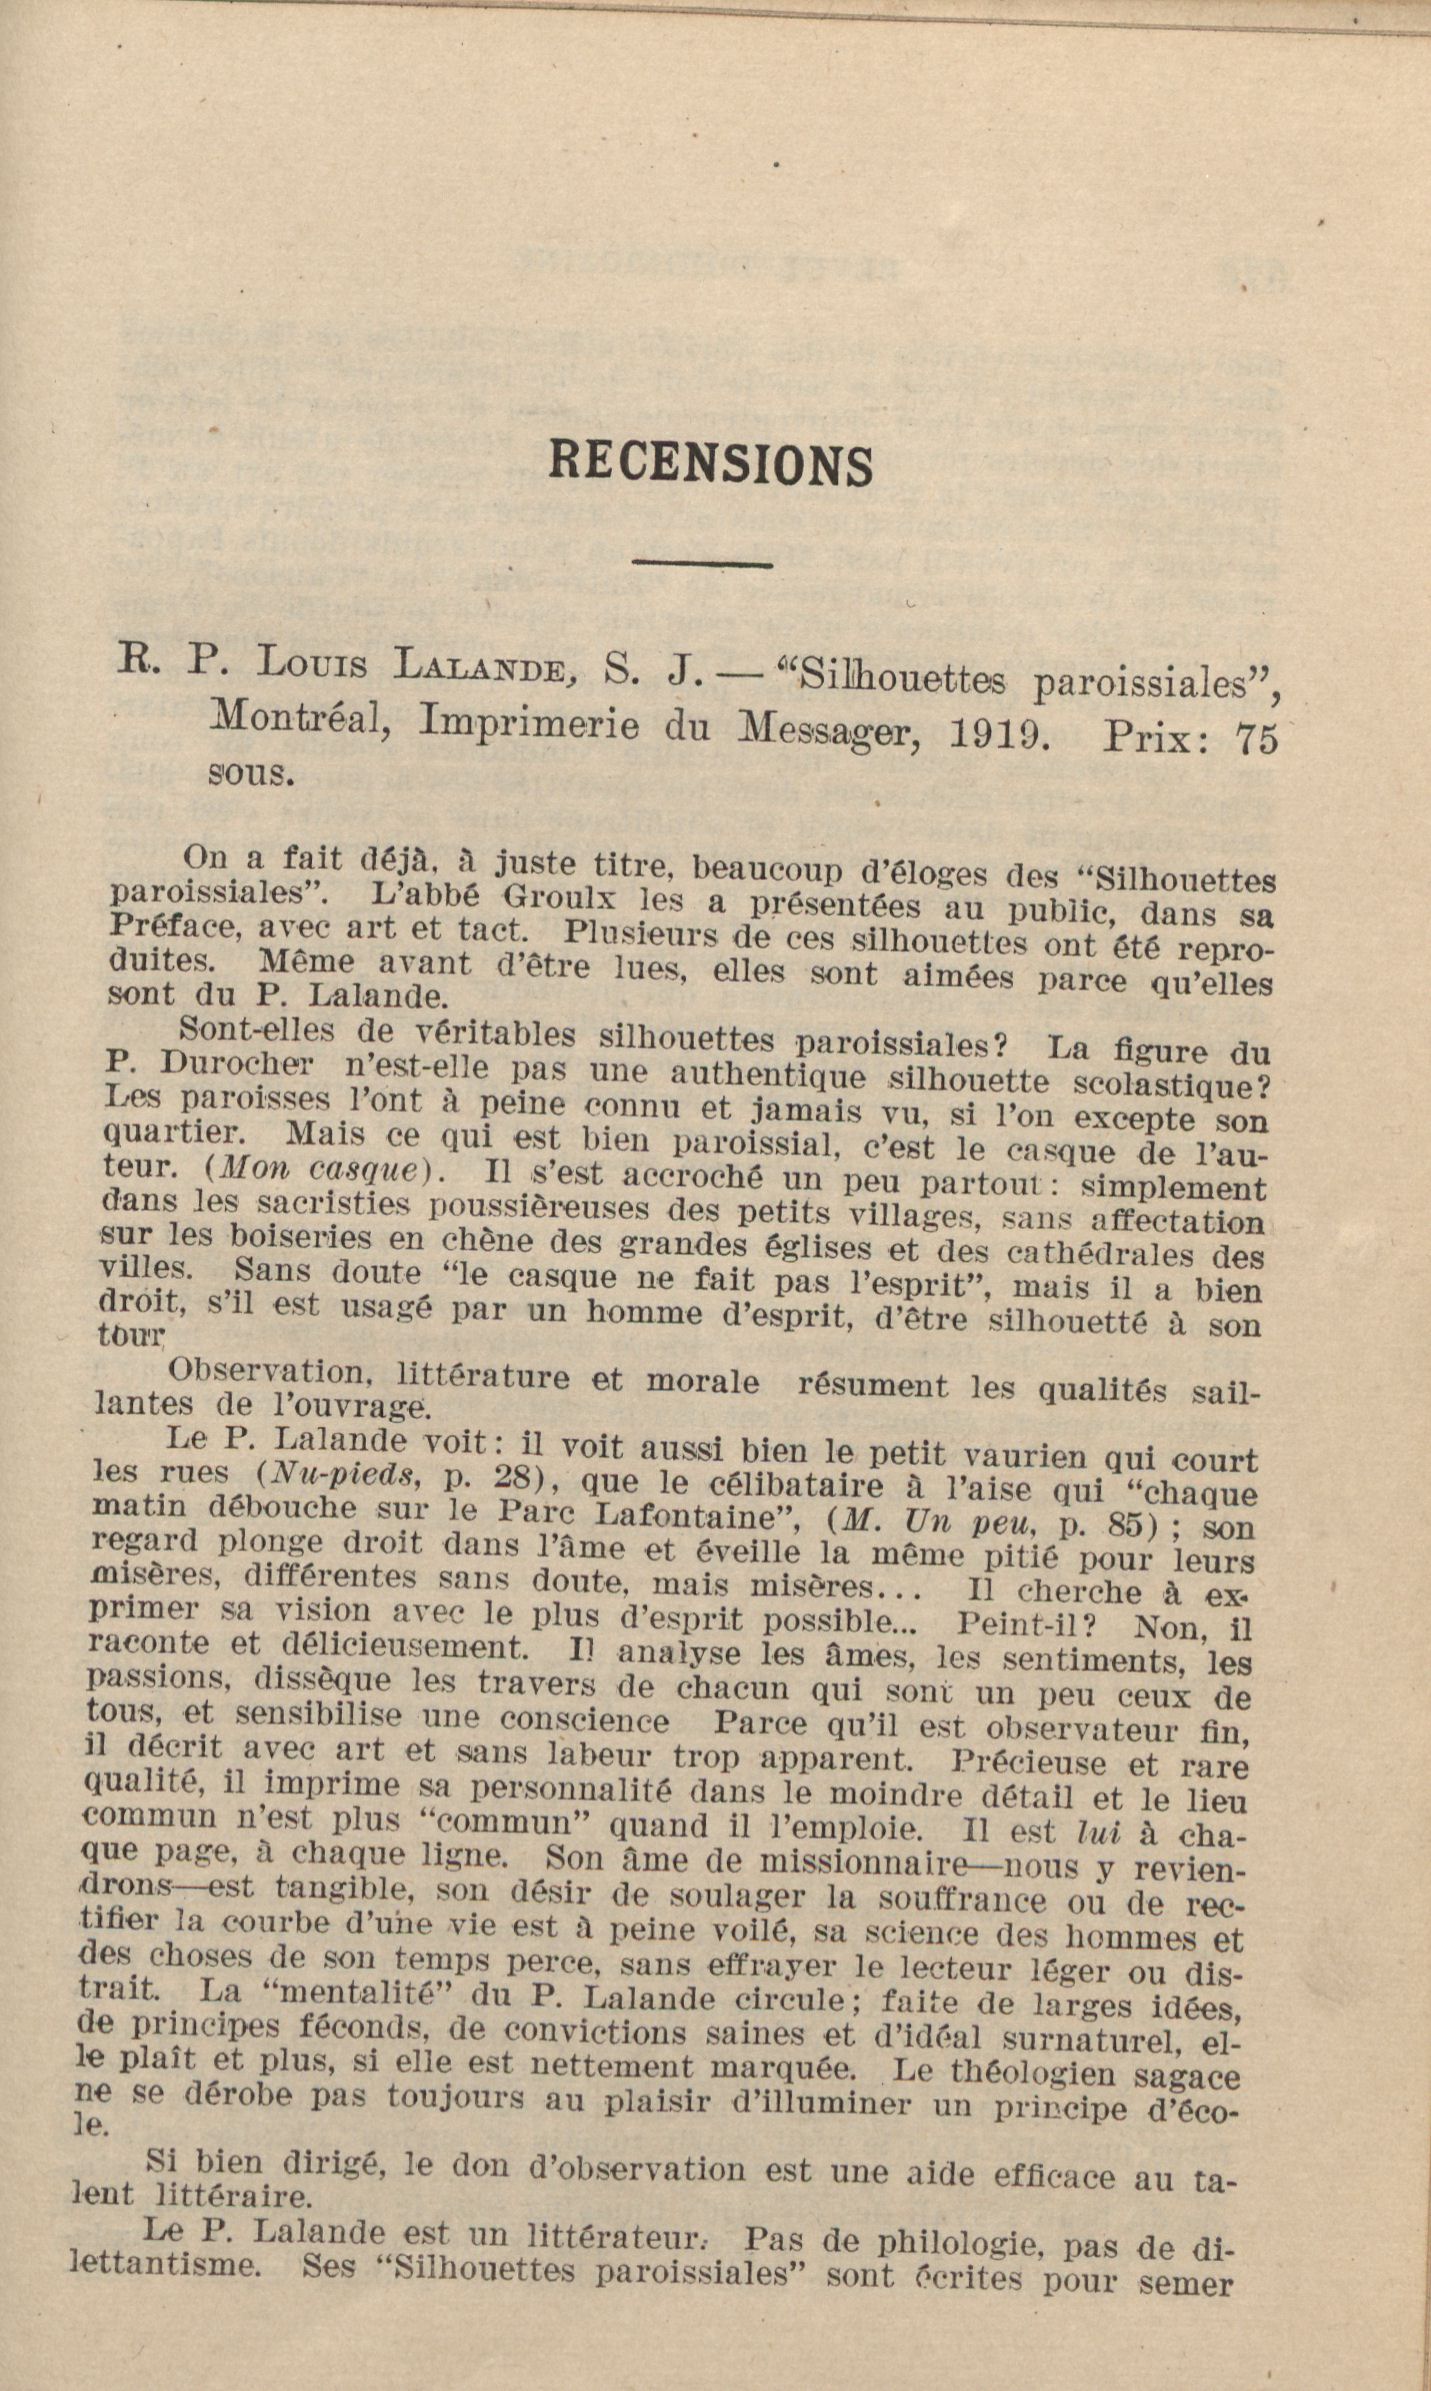 RECENSIONS
R. P. Louis Lalande, S. J. — “Silhouettes paroissiales”,
Montréal, Imprimerie du Messager, 1919. Prix: 75
sous.
On a fait déjà, à juste titre, beaucoup d’éloges des “Silhouettes
paroissiales”. L’abbé Groulx les a présentées au public, dans sa
Préface, avec art et tact. Plusieurs de ces silhouettes ont été repro-
duites. Même avant d’être lues, elles sont aimées parce qu’elles
sont du P. Lalande.
Sont-elles de véritables silhouettes paroissiales? La figure du
P. Durocher n’est-elle pas une authentique silhouette scolastique?
Les paroisses l’ont à peine connu et jamais vu, si l’on excepte son
quartier. Mais ce qui est bien paroissial, c’est le casque de l’au-
teur. (Mon casque). Il s’est accroché un peu partout: simplement
dans les sacristies poussièreuses des petits villages, sans affectation
sur les boiseries en chène des grandes églises et des cathédrales des
villes. Sans doute “le casque ne fait pas l’esprit”, mais il a bien
droit, s’il est usagé par un homme d’esprit, d’être silhouetté à son
tour.
Observation, littérature et morale résument les qualités sail-
lantes de l’ouvrage.
Le P. Lalande voit: il voit aussi bien le petit vaurien qui court
les rues (Nu-pieds, p. 28), que le célibataire à l’aise qui “chaque
matin débouche sur le Parc Lafontaine”, (M. Un peu, p. 85) ; son
regard plonge droit dans l’âme et éveille la même pitié pour leurs
misères, différentes sans doute, mais misères... Il cherche à ex-
primer sa vision avec le plus d’esprit possible... Peint-il? Non, il
raconte et délicieusement. Il analyse les âmes, les sentiments, les
passions, dissèque les travers de chacun qui sont un peu ceux de
tous, et sensibilise une conscience Parce qu’il est observateur fin,
il décrit avec art et sans labeur trop apparent. Précieuse et rare
qualité, il imprime sa personnalité dans le moindre détail et le lieu
commun n’est plus “commun” quand il l’emploie. Il est lui à cha-
que page, à chaque ligne. Son âme de missionnaire—nous y revien-
drons—est tangible, son désir de soulager la souffrance ou de rec-
tifier la courbe d’une vie est à peine voilé, sa science des hommes et
des choses de son temps perce, sans effrayer le lecteur léger ou dis-
trait. La “mentalité” du P. Lalande circule; faite de larges idées,
de principes féconds, de convictions saines et d’idéal surnaturel, el-
le plaît et plus, si elle est nettement marquée. Le théologien sagace
ne se dérobe pas toujours au plaisir d’illuminer un principe d’éco-
le.
Si bien dirigé, le don d’observation est une aide efficace au ta-
lent littéraire.
Le P. Lalande est un littérateur. Pas de philologie, pas de di-
lettantisme. Ses “Silhouettes paroissiales” sont écrites pour semer